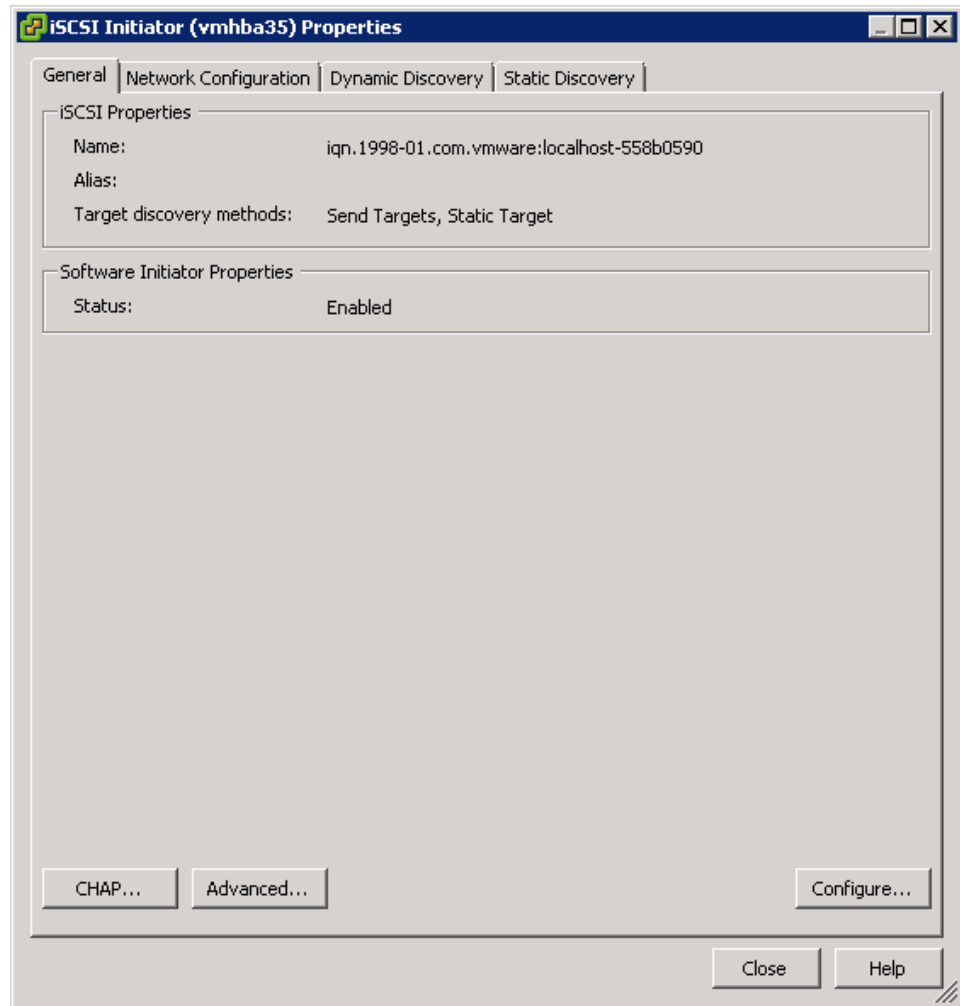 iSCSI Initiator (vmhba35) Properties
General Network Configuration Dynamic Discovery Static Discovery
iSCSI Properties
Name: iqn.1998-01.com.vmware:localhost-558b0590
Alias:
Target discovery methods: Send Targets, Static Target
Software Initiator Properties
Status: Enabled
CHAP... Advanced... Configure...
Close Help